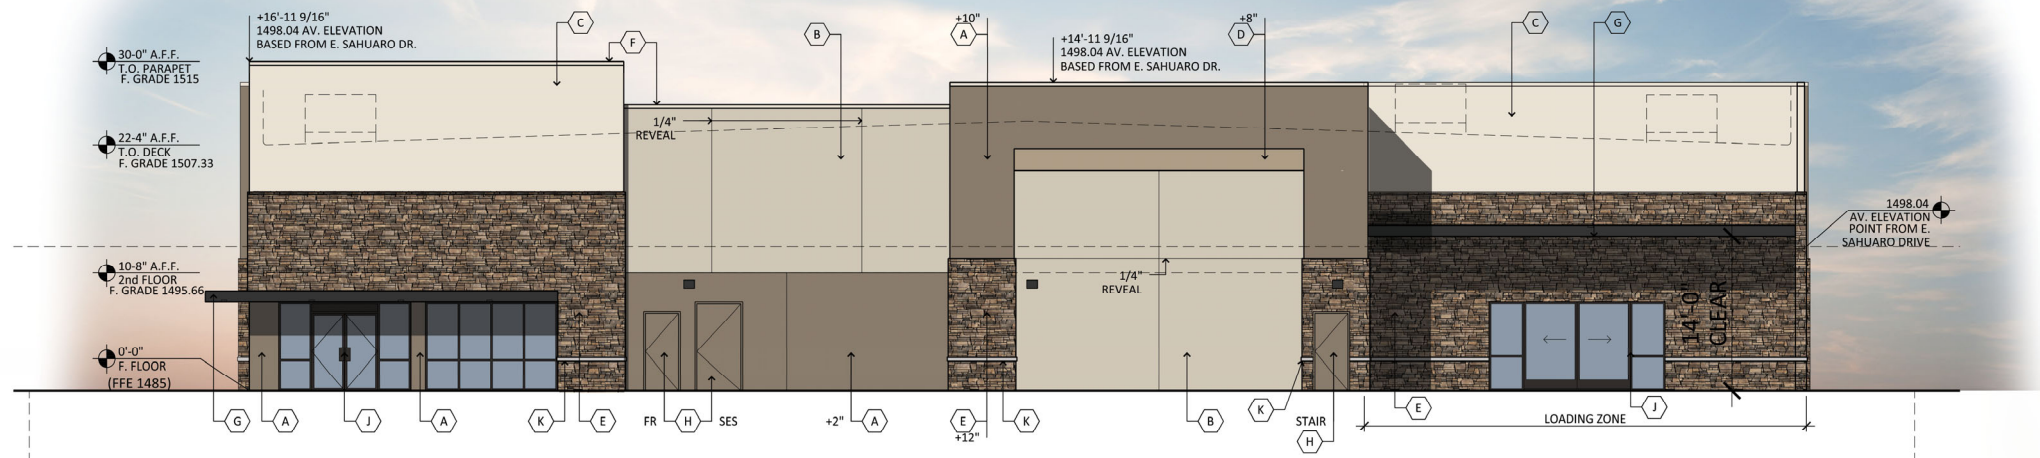 +16'-11 9/16"
1498.04 AV. ELEVATION
BASED FROM E. SAHUARO DR.
C
F
B
+10"
A
+14'-11 9/16"
1498.04 AV. ELEVATION
BASED FROM E. SAHUARO DR.
+8"
D
C
G
30-0" A.F.F.
T.O. PARAPET
F. GRADE 1515
1/4"
REVEAL
22-4" A.F.F.
T.O. DECK
F. GRADE 1507.33
1498.04
AV. ELEVATION
POINT FROM E.
SAHUARO DRIVE
10-8" A.F.F.
2nd FLOOR
F. GRADE 1495.66
1/4"
REVEAL
14'-0"
CLEAR
0'-0"
F. FLOOR
(FFE 1485)
G
A
J
A
K
E
FR
H
SES
+2"
A
E
+12"
K
B
K
STAIR
H
E
LOADING ZONE
J